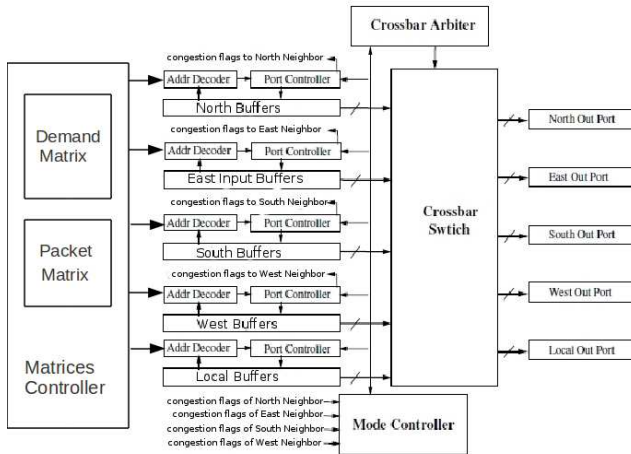 Crossbar Arbiter
congestion flags to North Neighbor
Addr Decoder
Port Controller
North Buffers
congestion flags to East Neighbor
Addr Decoder
Port Controller
East Input Buffers
congestion flags to South Neighbor
Addr Decoder
Port Controller
South Buffers
congestion flags to West Neighbor
Addr Decoder
Port Controller
West Buffers
Addr Decoder
Port Controller
Local Buffers
Demand
Matrix
Packet
Matrix
Matrices
Controller
Crossbar
Swtich
North Out Port
East Out Port
South Out Port
West Out Port
Local Out Port
congestion flags of North Neighbor
congestion flags of East Neighbor
congestion flags of South Neighbor
congestion flags of West Neighbor
Mode Controller